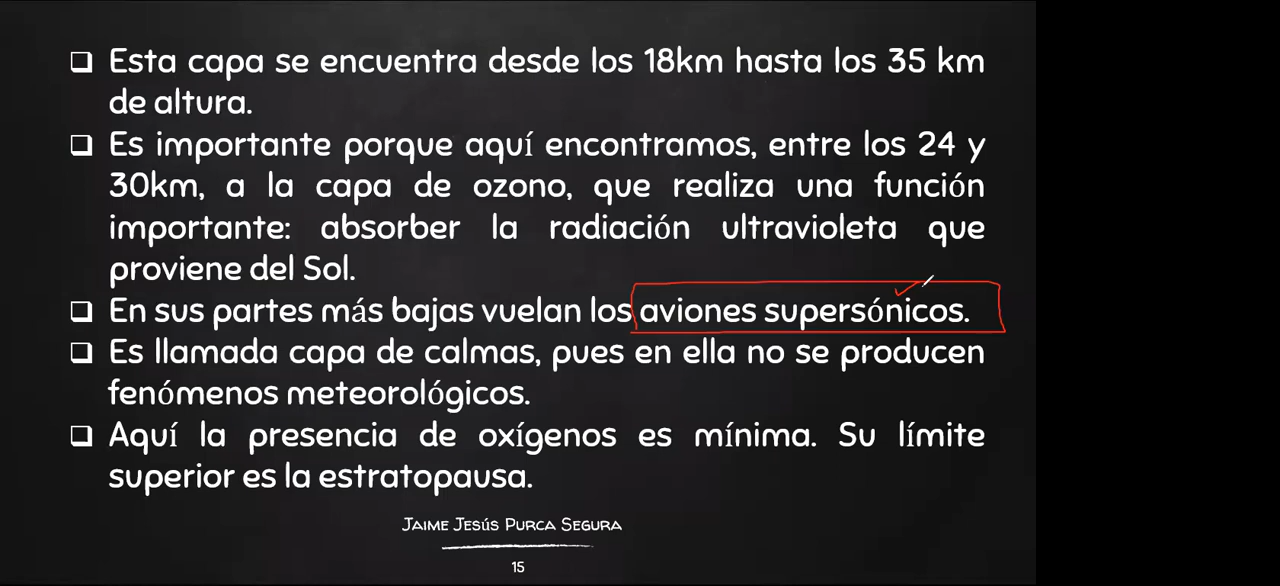 Esta capa se encuentra desde los 18km hasta los 35 km
de altura.
Es importante porque aquí encontramos, entre los 24 y
30km, a la capa de ozono, que realiza una función
importante: absorber la radiación ultravioleta que
proviene del Sol.
En sus partes más bajas vuelan los aviones supersónicos.
Es llamada capa de calmas, pues en ella no se producen
fenómenos meteorológicos.
Aquí la presencia de oxígenos es mínima. Su límite
superior es la estratopausa.
JAIME JESÚS PURCA SEGURA
15